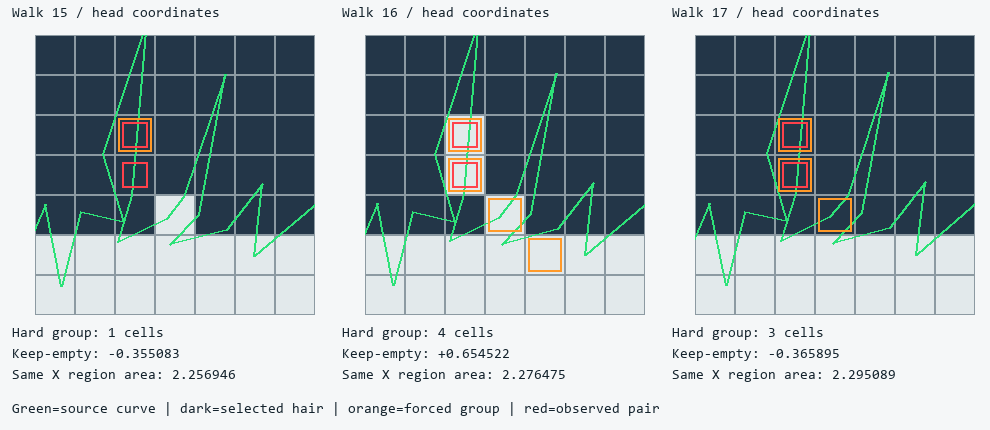 Walk 15 / head coordinates
Walk 16 / head coordinates
Walk 17 / head coordinates
Hard group: 1 cells
Keep-empty: -0.355083
Same X region area: 2.256946
Hard group: 4 cells
Keep-empty: +0.654522
Same X region area: 2.276475
Hard group: 3 cells
Keep-empty: -0.365895
Same X region area: 2.295089
Green=source curve | dark=selected hair | orange=forced group | red=observed pair